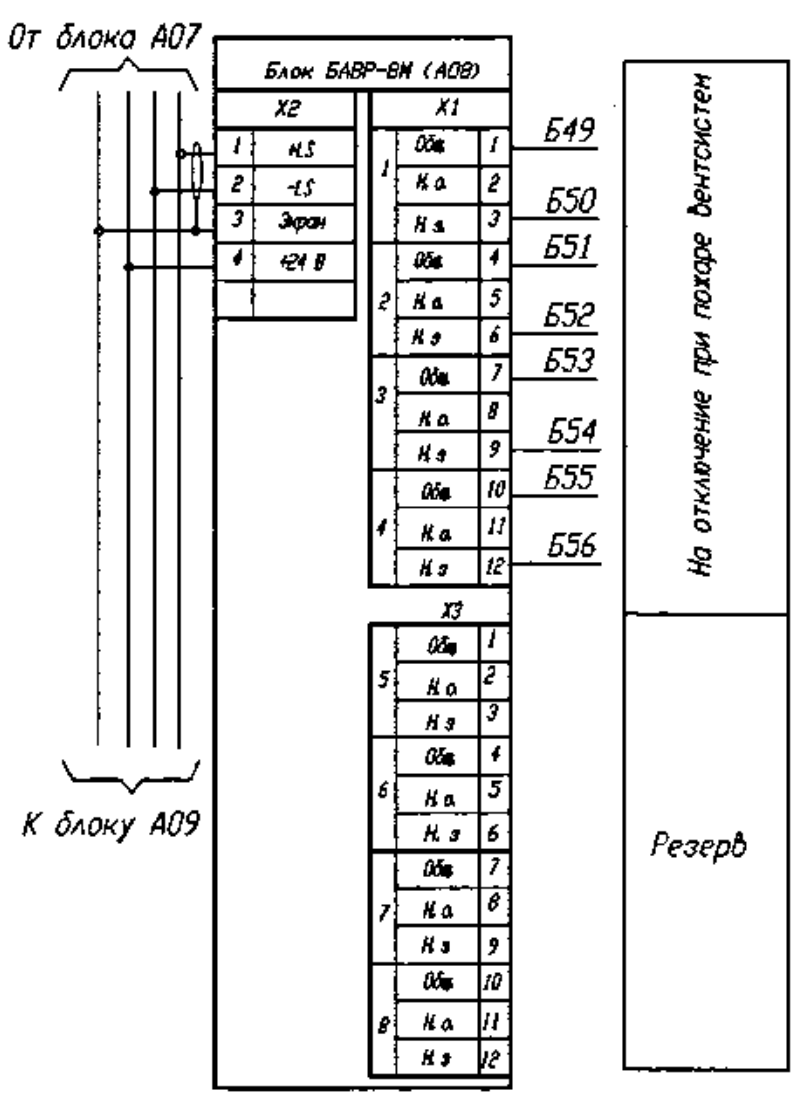 От блока А07
Блок БАВР-8М (А08)
Х2 Х1
1 +LS
2 -LS
3 Экран
4 +24 В
1 Общ 1 Б49
Н.о. 2
Н.з 3 Б50
2 Общ 4 Б51
Н.о. 5
Н.з 6 Б52
3 Общ 7 Б53
Н.о. 8
Н.з 9 Б54
4 Общ 10 Б55
Н.о. 11
Н.з 12 Б56
На отключение при пожаре вентсистем
Х3
5 Общ 1
Н.о. 2
Н.з 3
6 Общ 4
Н.о. 5
Н.з 6
7 Общ 7
Н.о. 8
Н.з 9
8 Общ 10
Н.о. 11
Н.з 12
Резерв
К блоку А09